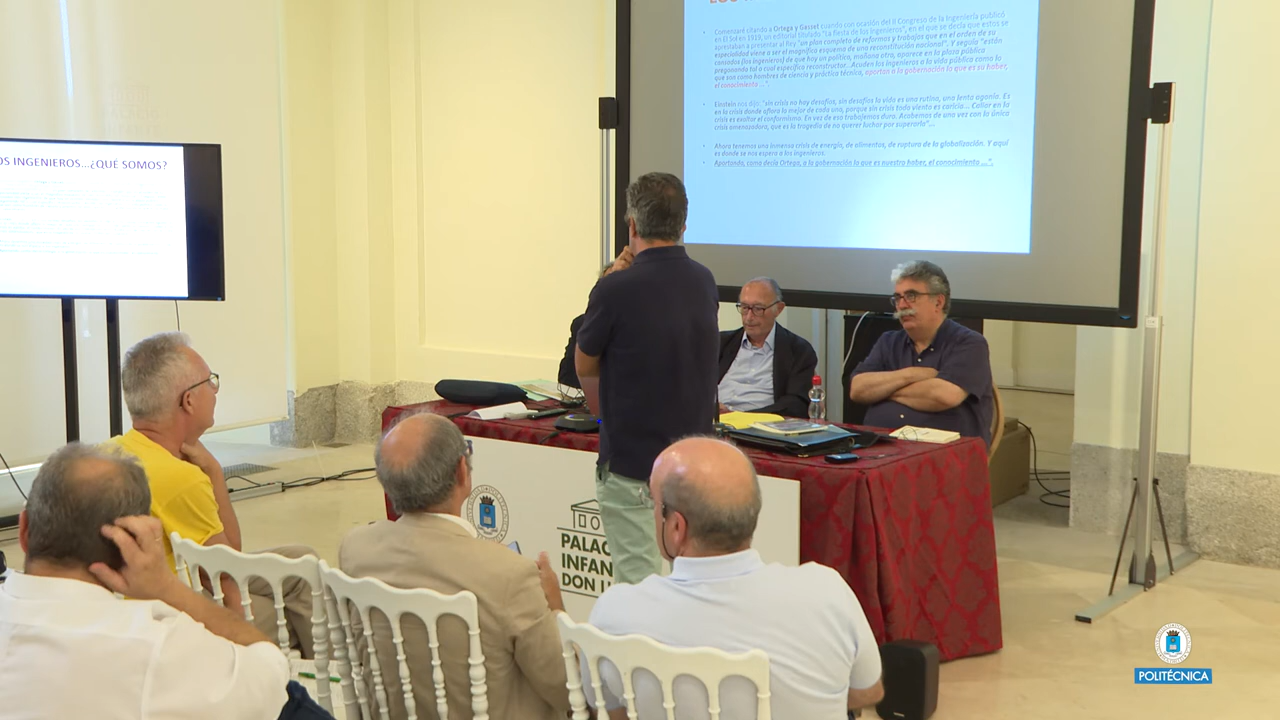 OS INGENIEROS...¿QUÉ SOMOS?
Comenzaré citando a Ortega y Gasset cuando con ocasión del II Congreso de la Ingeniería publicó
en El Sol en 1919, un editorial titulado "La fiesta de los ingenieros", en el que se decía que estos se
aprestaban a presentar al Rey "un plan completo de reformas y trabajos que en el orden de su
especialidad viene a ser el magnífico esquema de una reconstitución nacional". Y seguía "están
cansados (los ingenieros) de que hoy un político, mañana otro, aparece en la plaza pública
pregonando tal o cual específico reconstructor... Acuden los ingenieros a la vida pública como lo
que son como hombres de ciencia y práctica técnica, aportan a la gobernación lo que es su haber,
el conocimiento ...".
Einstein nos dijo: "sin crisis no hay desafíos, sin desafíos la vida es una rutina, una lenta agonía. Es
en la crisis donde aflora lo mejor de cada uno, porque sin crisis todo viento es caricia... Callar en la
crisis es exaltar el conformismo. En vez de eso trabajemos duro. Acabemos de una vez con la única
crisis amenazadora, que es la tragedia de no querer luchar por superarla"...
Ahora tenemos una inmensa crisis de energía, de alimentos, de ruptura de la globalización. Y aquí
es donde se nos espera a los ingenieros.
Aportando, como decía Ortega, a la gobernación lo que es nuestro haber, el conocimiento ...".
PALAC
INFAN
DON L
POLITÉCNICA